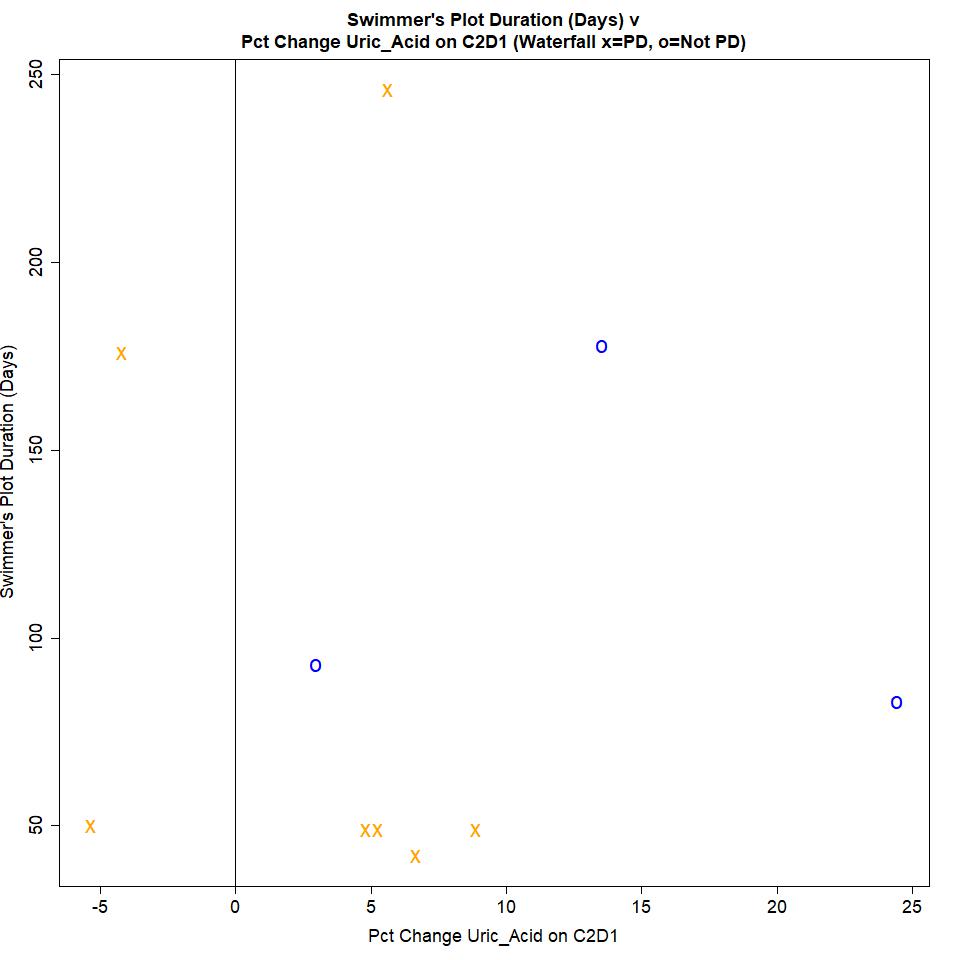 Swimmer's Plot Duration (Days) v
Pct Change Uric_Acid on C2D1 (Waterfall x=PD, o=Not PD)
250
200
150
100
50
Swimmer's Plot Duration (Days)
X
X
O
O
O
X
X
X
X
X
-5
0
5
10
15
20
25
Pct Change Uric_Acid on C2D1